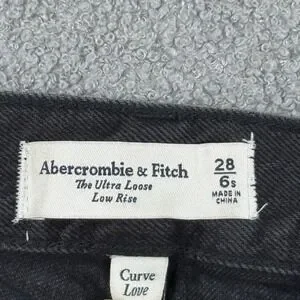 Abercrombie & Fitch
The Ultra Loose
Low Rise
28
6s
MADE IN
CHINA
Curve
Love